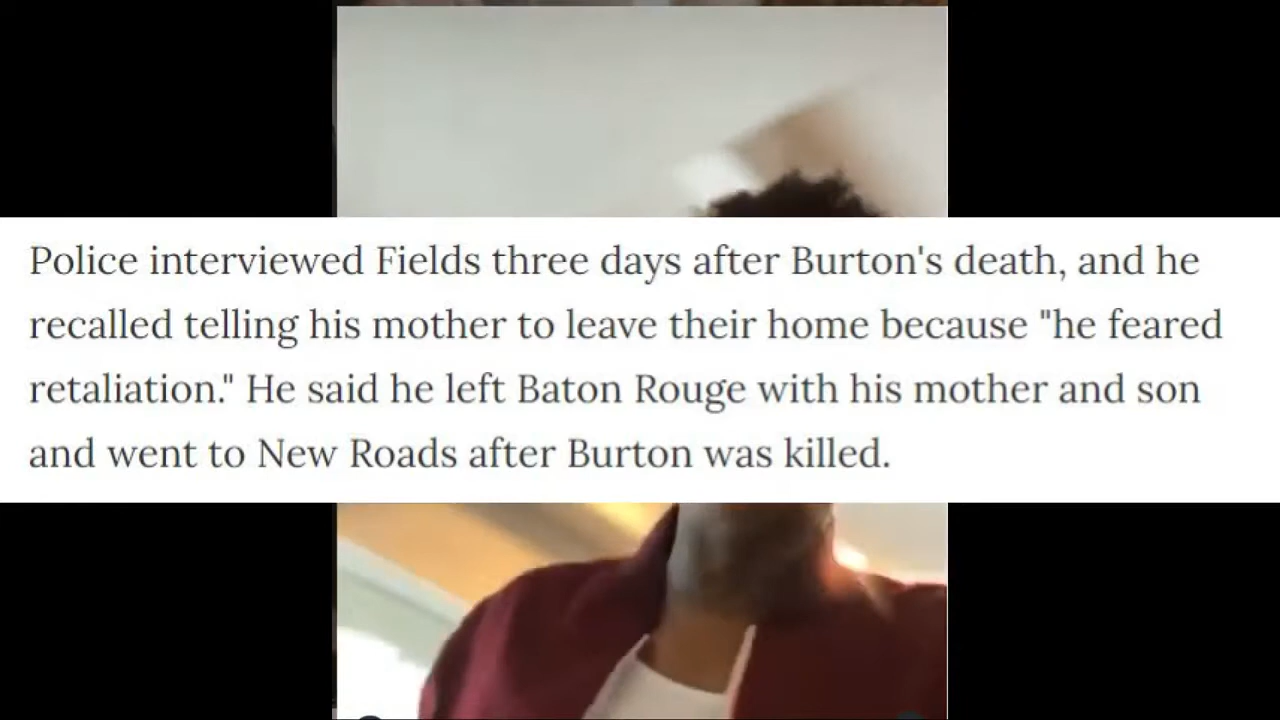 Police interviewed Fields three days after Burton's death, and he
recalled telling his mother to leave their home because "he feared
retaliation." He said he left Baton Rouge with his mother and son
and went to New Roads after Burton was killed.